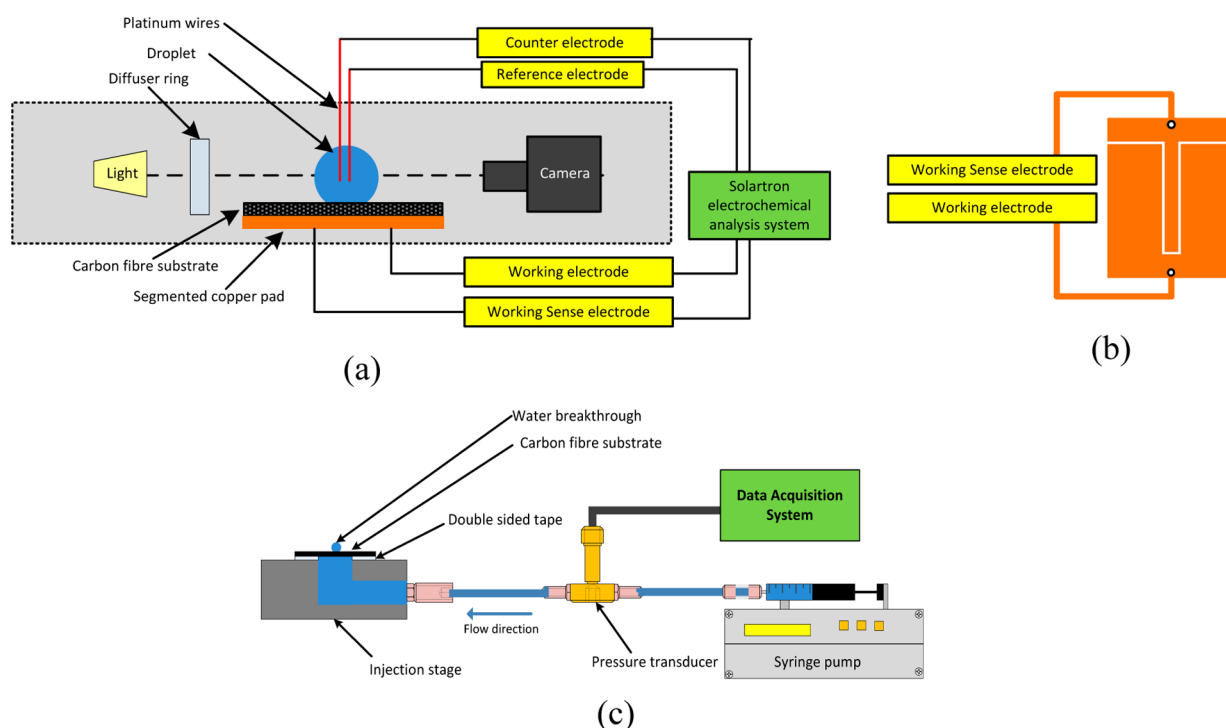 Platinum wires
Droplet
Diffuser ring
Counter electrode
Reference electrode
Light
Camera
Solartron
electrochemical
analysis system
Carbon fibre substrate
Segmented copper pad
Working electrode
Working Sense electrode
(a)
Working Sense electrode
Working electrode
(b)
Water breakthrough
Carbon fibre substrate
Double sided tape
Data Acquisition
System
Flow direction
Injection stage
Pressure transducer
Syringe pump
(c)